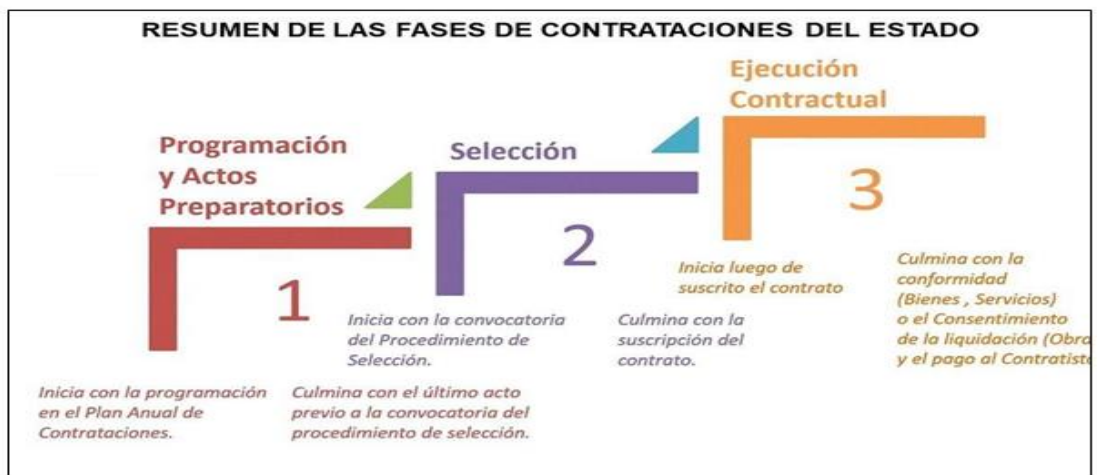 RESUMEN DE LAS FASES DE CONTRATACIONES DEL ESTADO
Programación
y Actos
Preparatorios
1
Inicia con la programación
en el Plan Anual de
Contrataciones.
Culmina con el último acto
previo a la convocatoria del
procedimiento de selección.
Selección
2
Inicia con la convocatoria
del Procedimiento de
Selección.
Culmina con la
suscripción del
contrato.
Ejecución
Contractual
3
Inicia luego de
suscrito el contrato
Culmina con la
conformidad
(Bienes , Servicios)
o el Consentimiento
de la liquidación (Obra
y el pago al Contratist